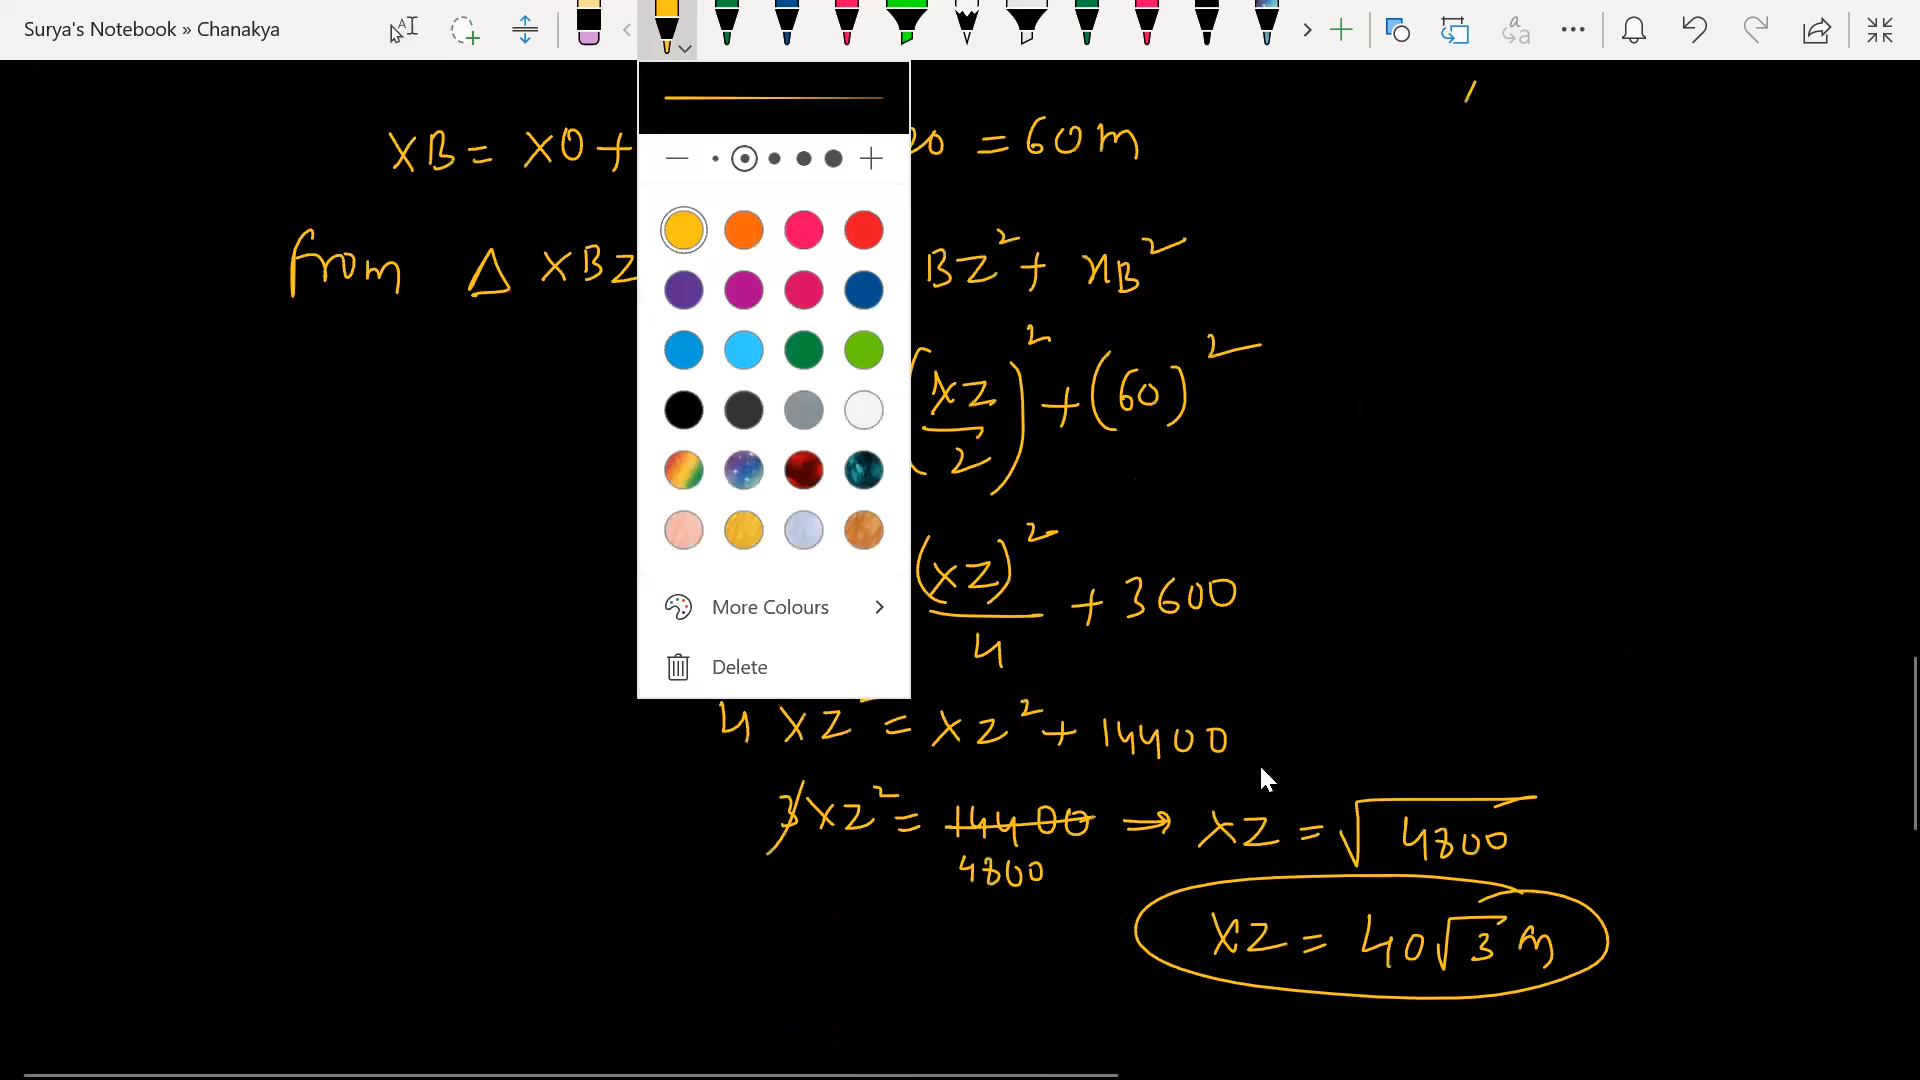 Surya's Notebook » Chanakya
XB = XO + 20 = 60 m
from Δ XBZ BZ² + XB²
(XZ/2)² + (60)²
(XZ)²/4 + 3600
More Colours
Delete
4 XZ² = XZ² + 14400
3XZ² = 14400 ⇒ XZ = √4800
4800
XZ = 40√3 m